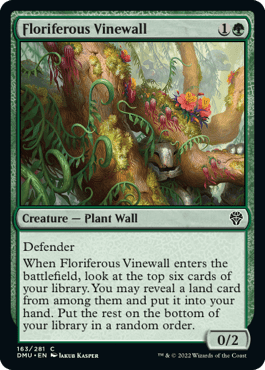 Floriferous Vinewall 1
Creature — Plant Wall
Defender
When Floriferous Vinewall enters the
battlefield, look at the top six cards of
your library. You may reveal a land card
from among them and put it into your
hand. Put the rest on the bottom of
your library in a random order.
0/2
163/281 C
DMU • EN Jakub Kasper
™ & © 2022 Wizards of the Coast